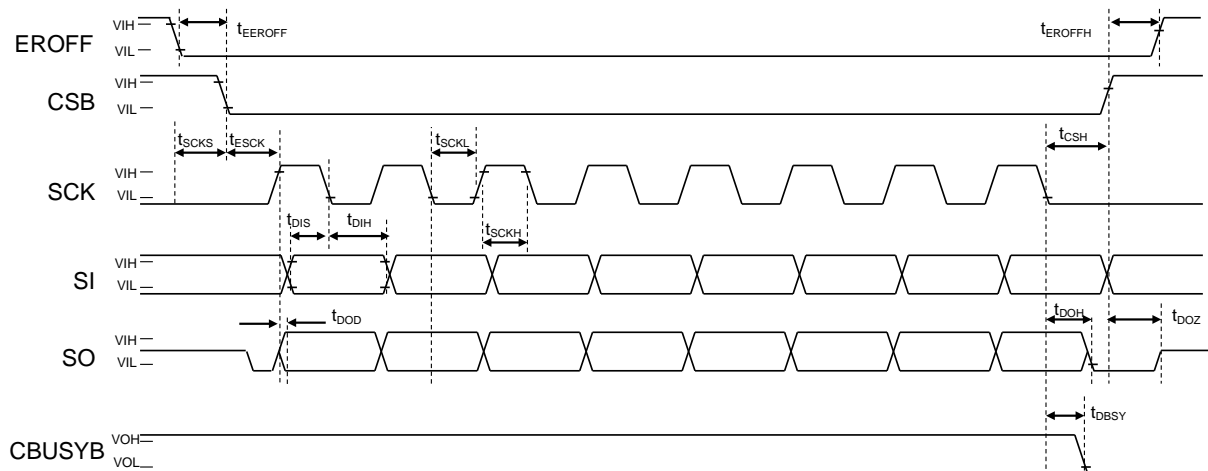 EROFF
VIH
VIL
tEEROFF
tEROFFH
CSB
VIH
VIL
tSCKS
tESCK
tSCKL
tCSH
SCK
VIH
VIL
tDIS
tDIH
tSCKH
SI
VIH
VIL
tDOD
tDOH
tDOZ
SO
VIH
VIL
tDBSY
CBUSYB
VOH
VOL